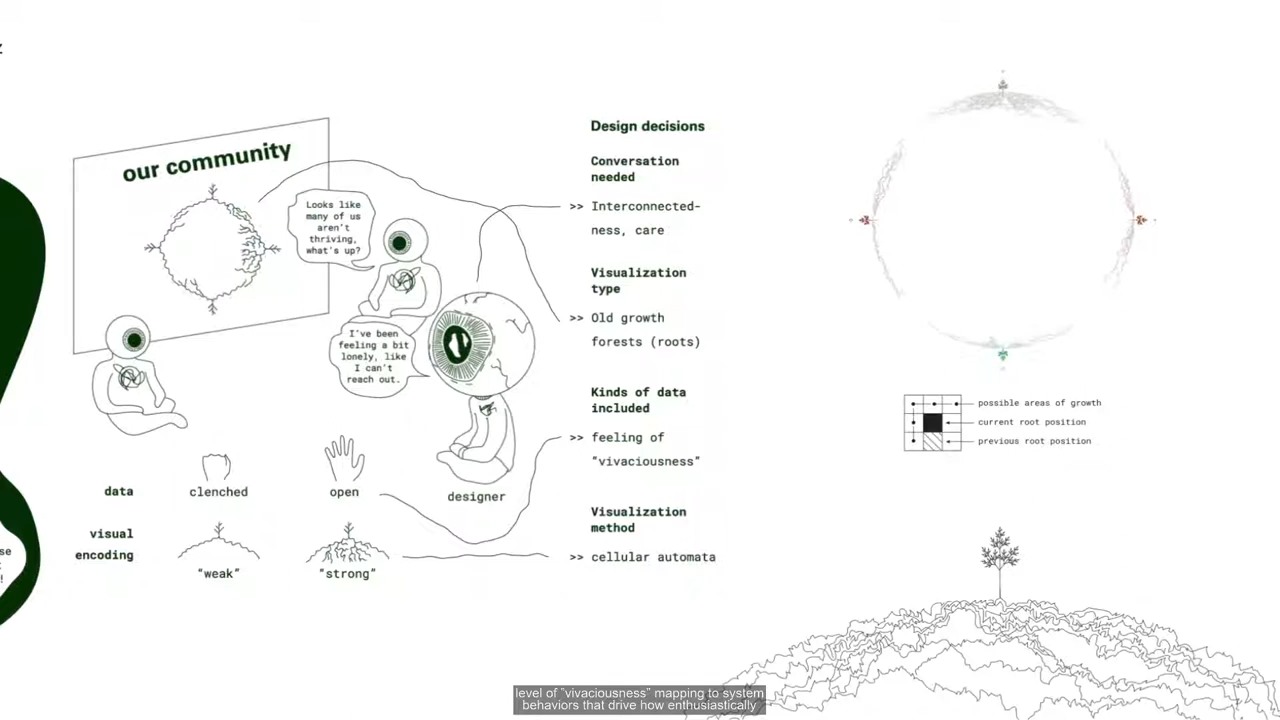 z
our community
Looks like
many of us
aren't
thriving,
what's up?
I've been
feeling a bit
lonely, like
I can't
reach out.
designer
data
clenched
open
visual
encoding
"weak"
"strong"
Design decisions
Conversation
needed
>> Interconnected-
ness, care
Visualization
type
>> Old growth
forests (roots)
Kinds of data
included
>> feeling of
"vivaciousness"
Visualization
method
>> cellular automata
possible areas of growth
current root position
previous root position
se
!
level of "vivaciousness" mapping to system
behaviors that drive how enthusiastically